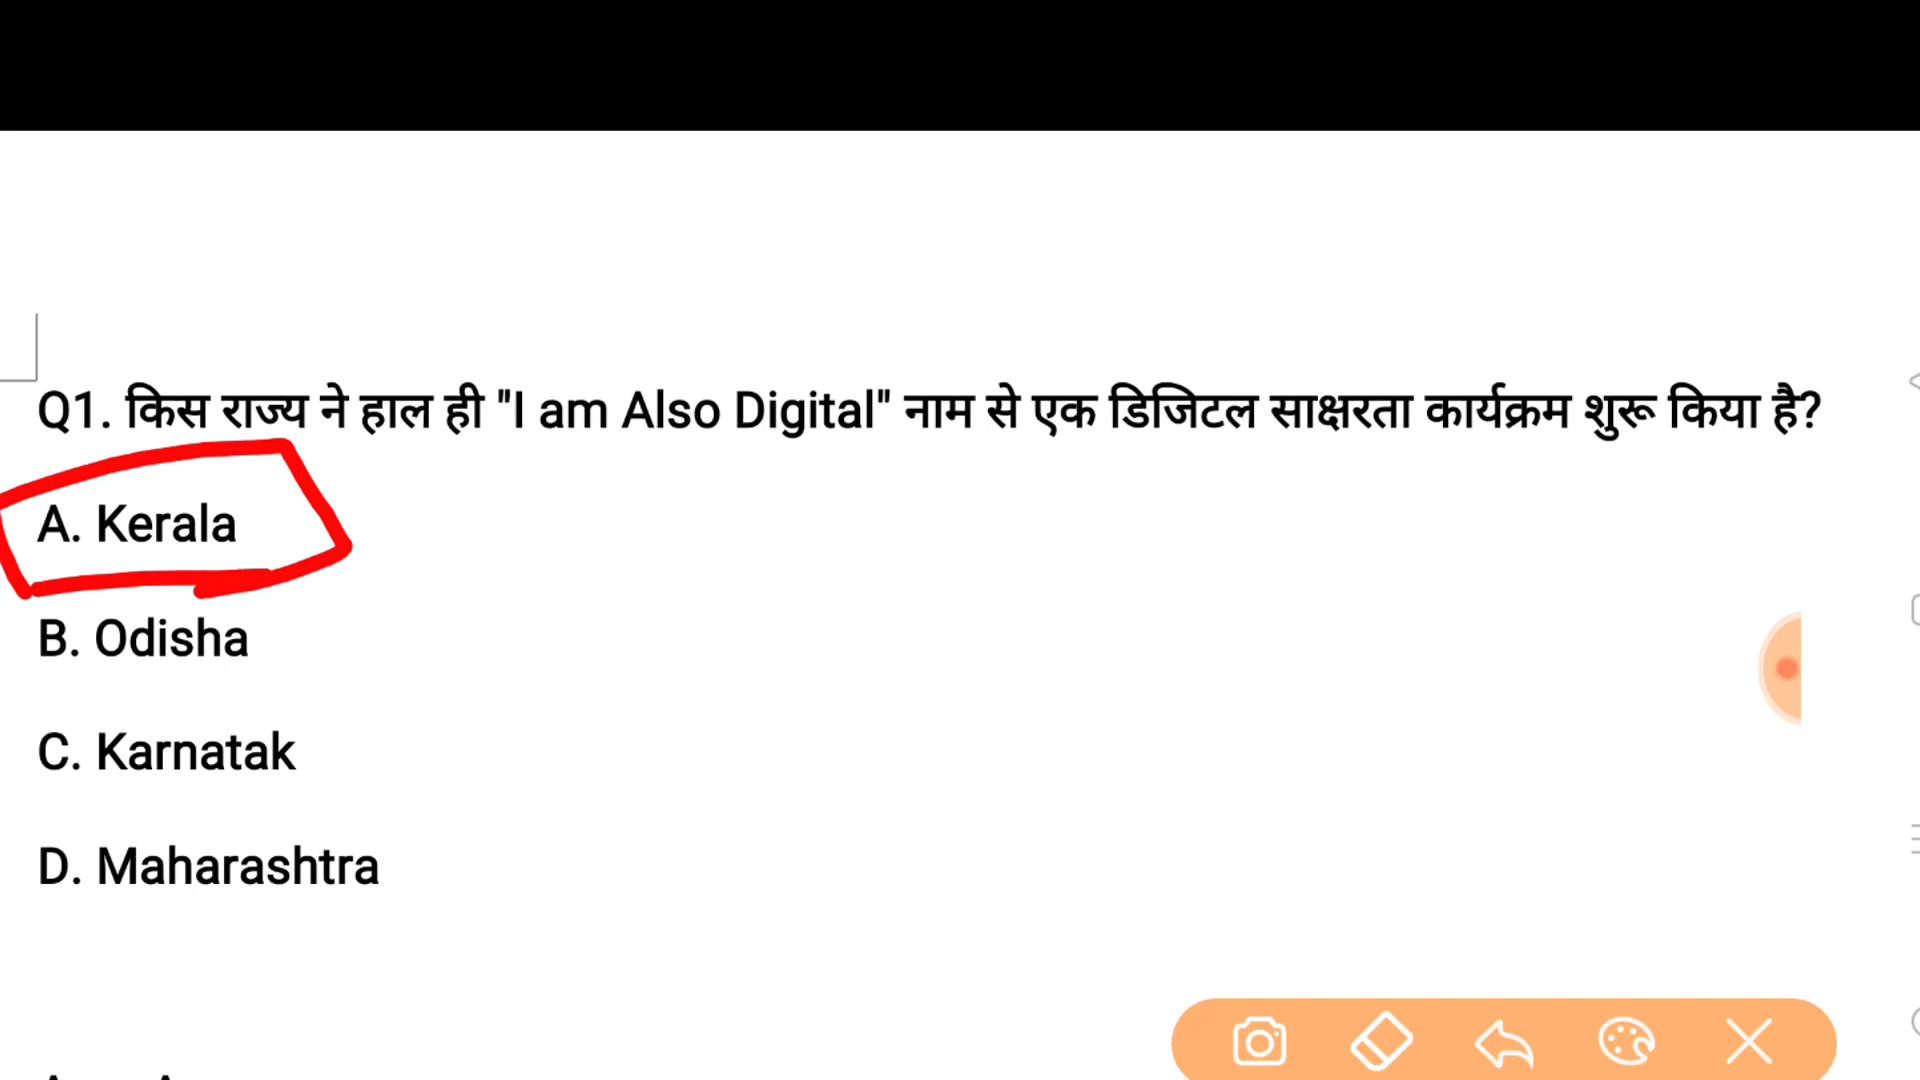 Q1. किस राज्य ने हाल ही "I am Also Digital" नाम से एक डिजिटल साक्षरता कार्यक्रम शुरू किया है?
A. Kerala
B. Odisha
C. Karnatak
D. Maharashtra